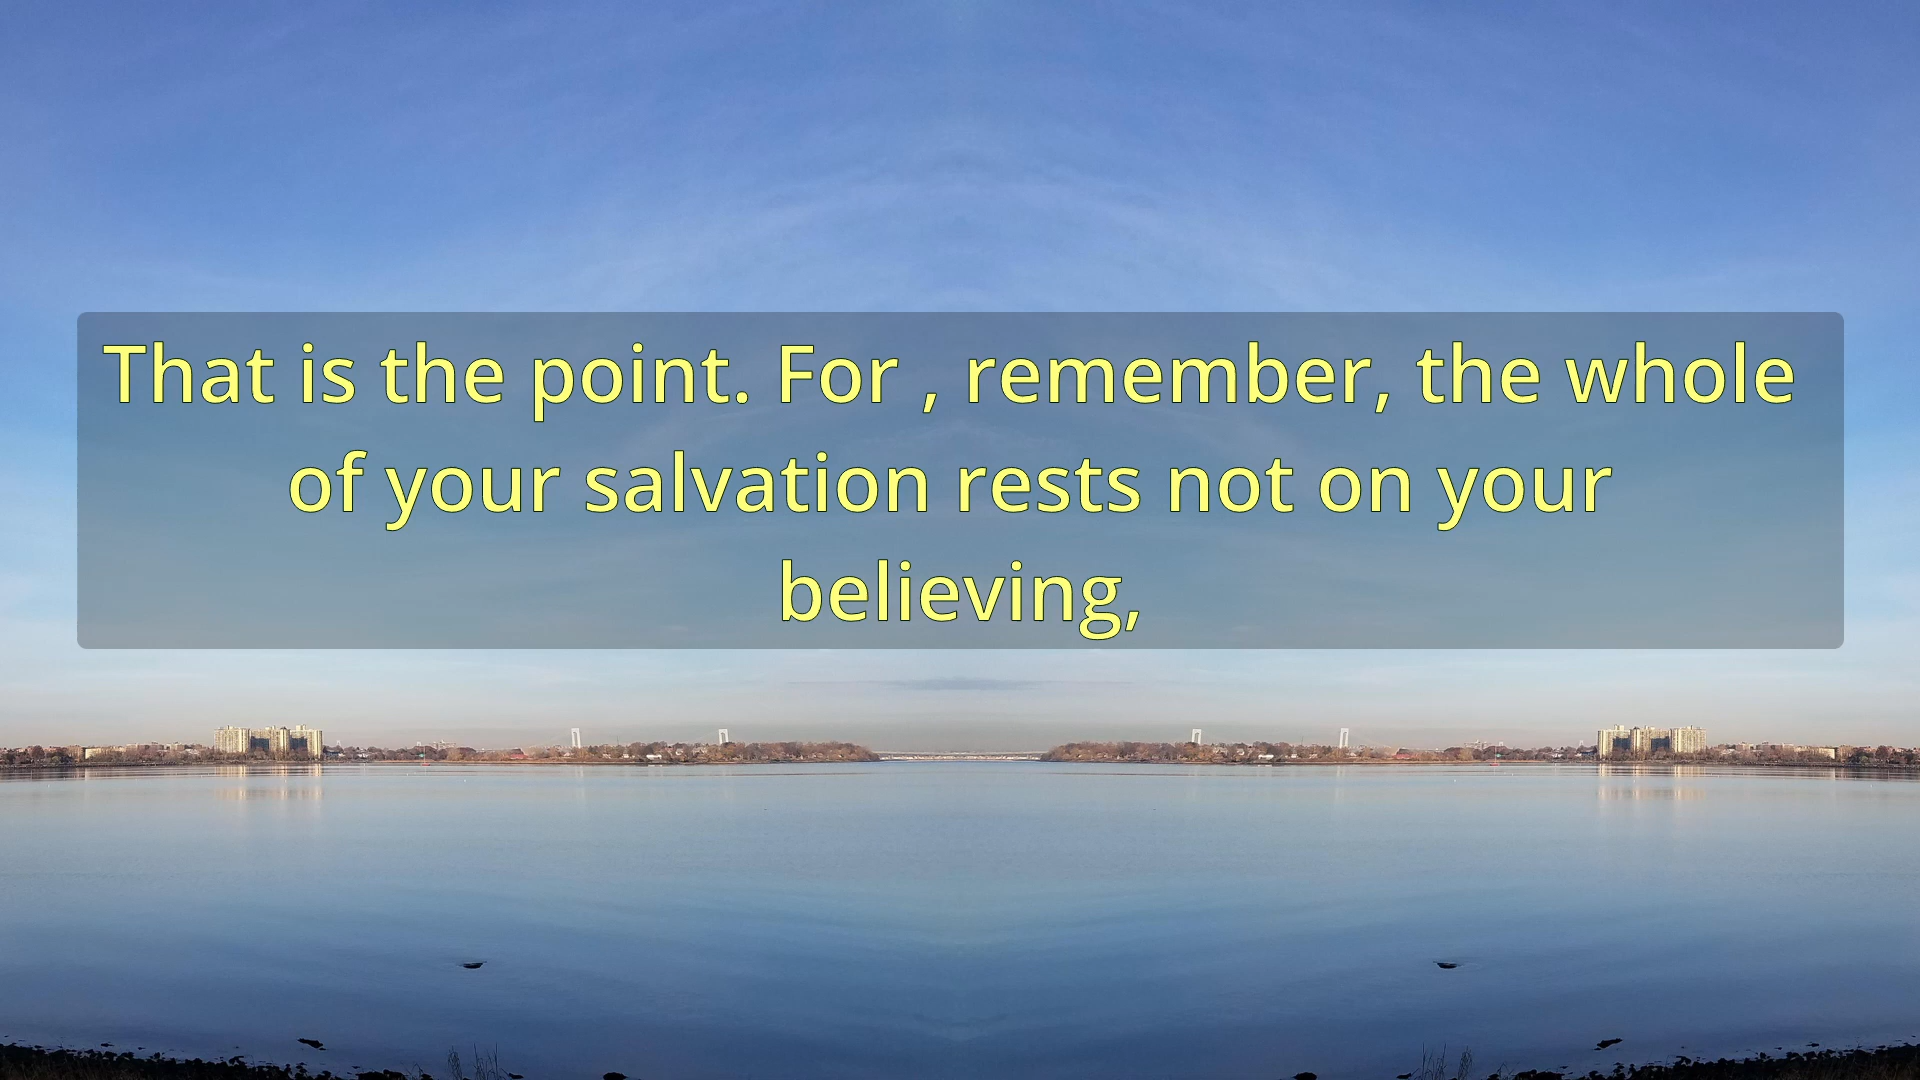 That is the point. For , remember, the whole
of your salvation rests not on your
believing,